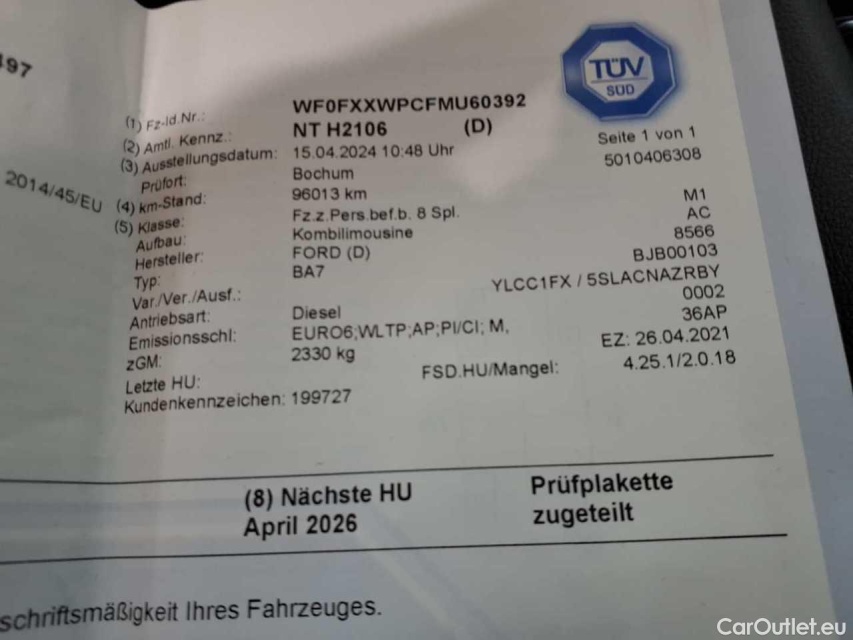 497
2014/45/EU
TÜV
SÜD
(1) Fz-Id.Nr.: WF0FXXWPCFMU60392
(2) Amtl. Kennz.: NT H2106 (D)
Seite 1 von 1
(3) Ausstellungsdatum: 15.04.2024 10:48 Uhr 5010406308
Prüfort: Bochum
(4) km-Stand: 96013 km
(5) Klasse: Fz.z.Pers.bef.b. 8 Spl. M1
Aufbau: Kombilimousine AC
Hersteller: FORD (D) 8566
Typ: BA7 BJB00103
Var./Ver./Ausf.: YLCC1FX / 5SLACNAZRBY
Antriebsart: Diesel 0002
Emissionsschl: EURO6;WLTP;AP;PI/CI; M, 36AP
zGM: 2330 kg EZ: 26.04.2021
Letzte HU: FSD.HU/Mangel: 4.25.1/2.0.18
Kundenkennzeichen: 199727
(8) Nächste HU Prüfplakette
April 2026 zugeteilt
schriftsmäßigkeit Ihres Fahrzeuges.
CarOutlet.eu